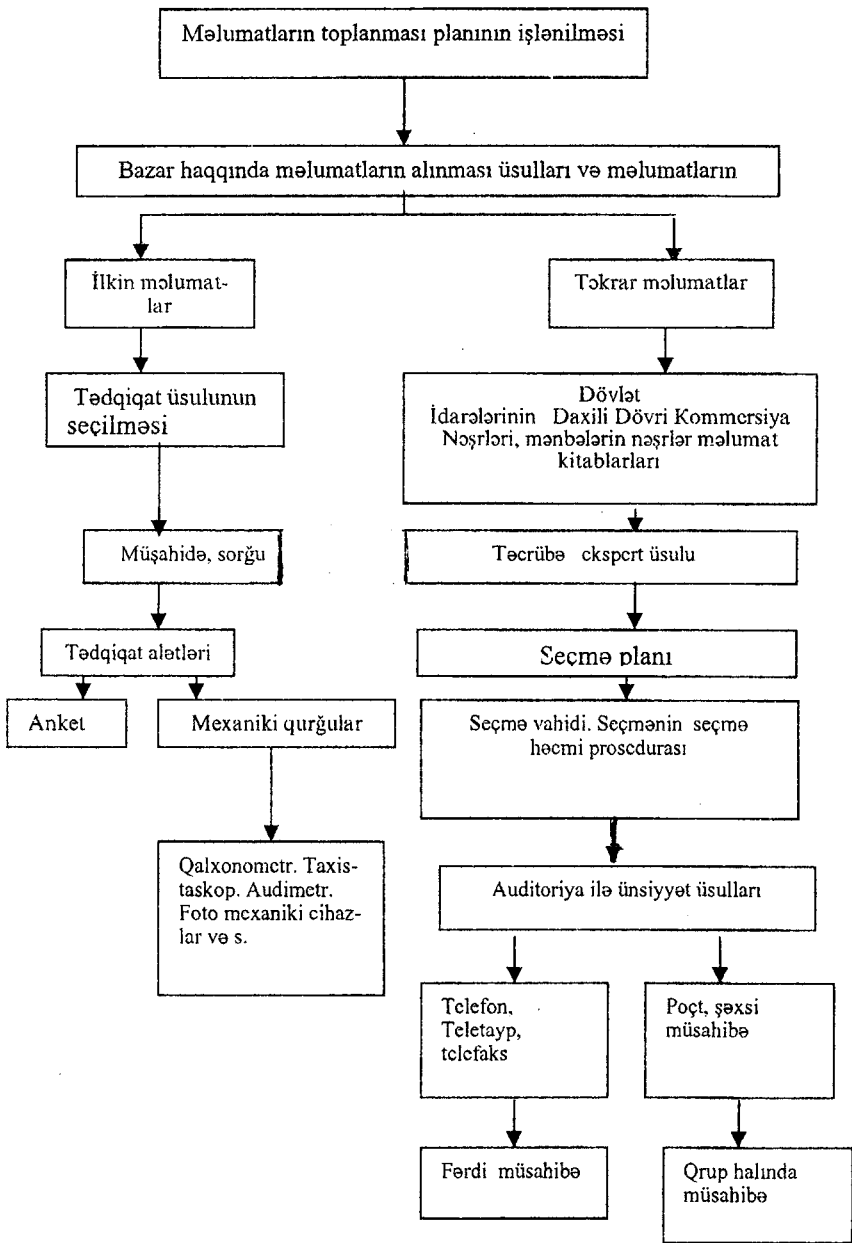 Məlumatların toplanması planının işlənilməsi
Bazar haqqında məlumatların alınması üsulları və məlumatların
İlkin məlumat-
lar
Təkrar məlumatlar
Tədqiqat üsulunun
seçilməsi
Dövlət
İdarələrinin Daxili Dövri Kommersiya
Nəşrləri, mənbələrin nəşrlər məlumat
kitablarları
Müşahidə, sorğu
Təcrübə ekspert üsulu
Tədqiqat alətləri
Seçmə planı
Anket
Mexaniki qurğular
Seçmə vahidi. Seçmənin seçmə
həcmi prosedurası
Qalxonometr. Taxis-
taskop. Audimetr.
Foto mexaniki cihaz-
lar və s.
Auditoriya ilə ünsiyyət üsulları
Telefon,
Teletayp,
telefaks
Poçt, şəxsi
müsahibə
Fərdi müsahibə
Qrup halında
müsahibə